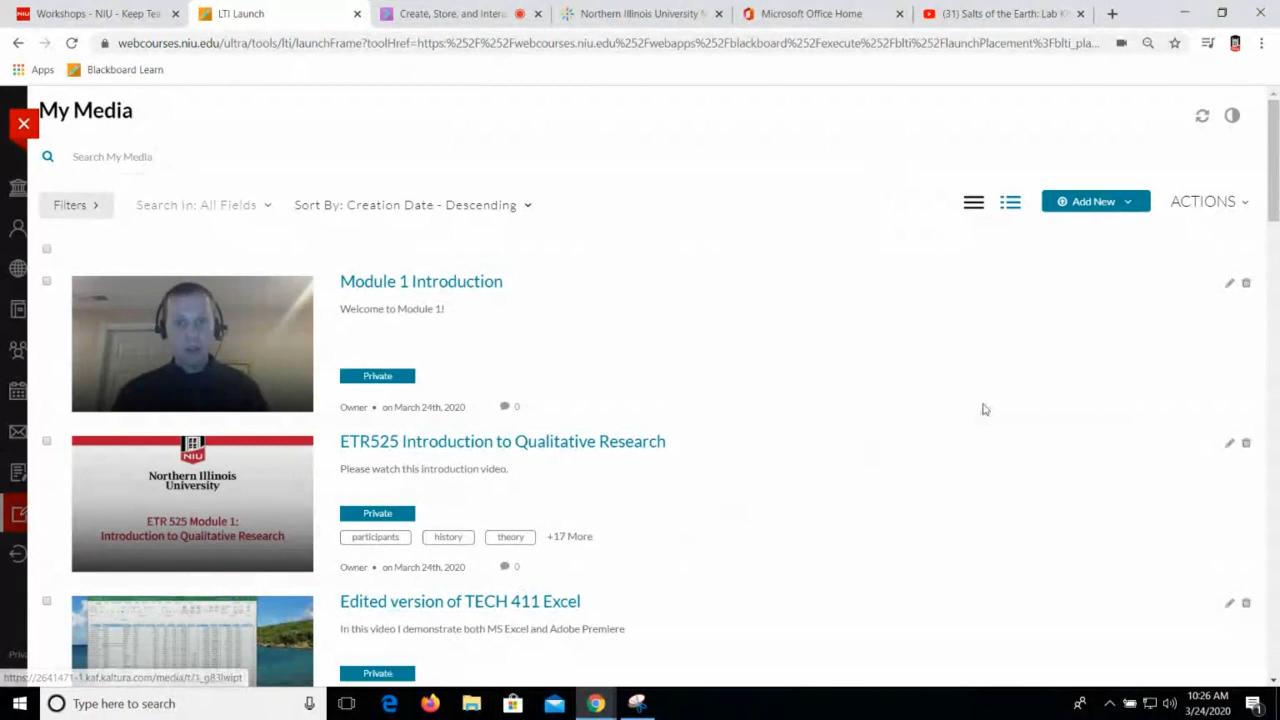 Workshops - NIU - Keep Tea
LTI Launch
Create, Store, and Intera
Northern Illinois University M
Microsoft Office Home
(31) Salts of the Earth: Lab K
webcourses.niu.edu/ultra/tools/lti/launchFrame?toolHref=https:%252F%252Fwebcourses.niu.edu%252Fwebapps%252Fblackboard%252Fexecute%252Fblti%252FlaunchPlacement%3Fblti_pla...
Apps
Blackboard Learn
My Media
Search My Media
Filters
Search In: All Fields
Sort By: Creation Date - Descending
Add New
ACTIONS
Module 1 Introduction
Welcome to Module 1!
Private
Owner • on March 24th, 2020
0
NIU
Northern Illinois
University
ETR 525 Module 1:
Introduction to Qualitative Research
ETR525 Introduction to Qualitative Research
Please watch this introduction video.
Private
participants
history
theory
+17 More
Owner • on March 24th, 2020
0
Edited version of TECH 411 Excel
In this video I demonstrate both MS Excel and Adobe Premiere
Private
Priva
Type here to search
10:26 AM
3/24/2020
1